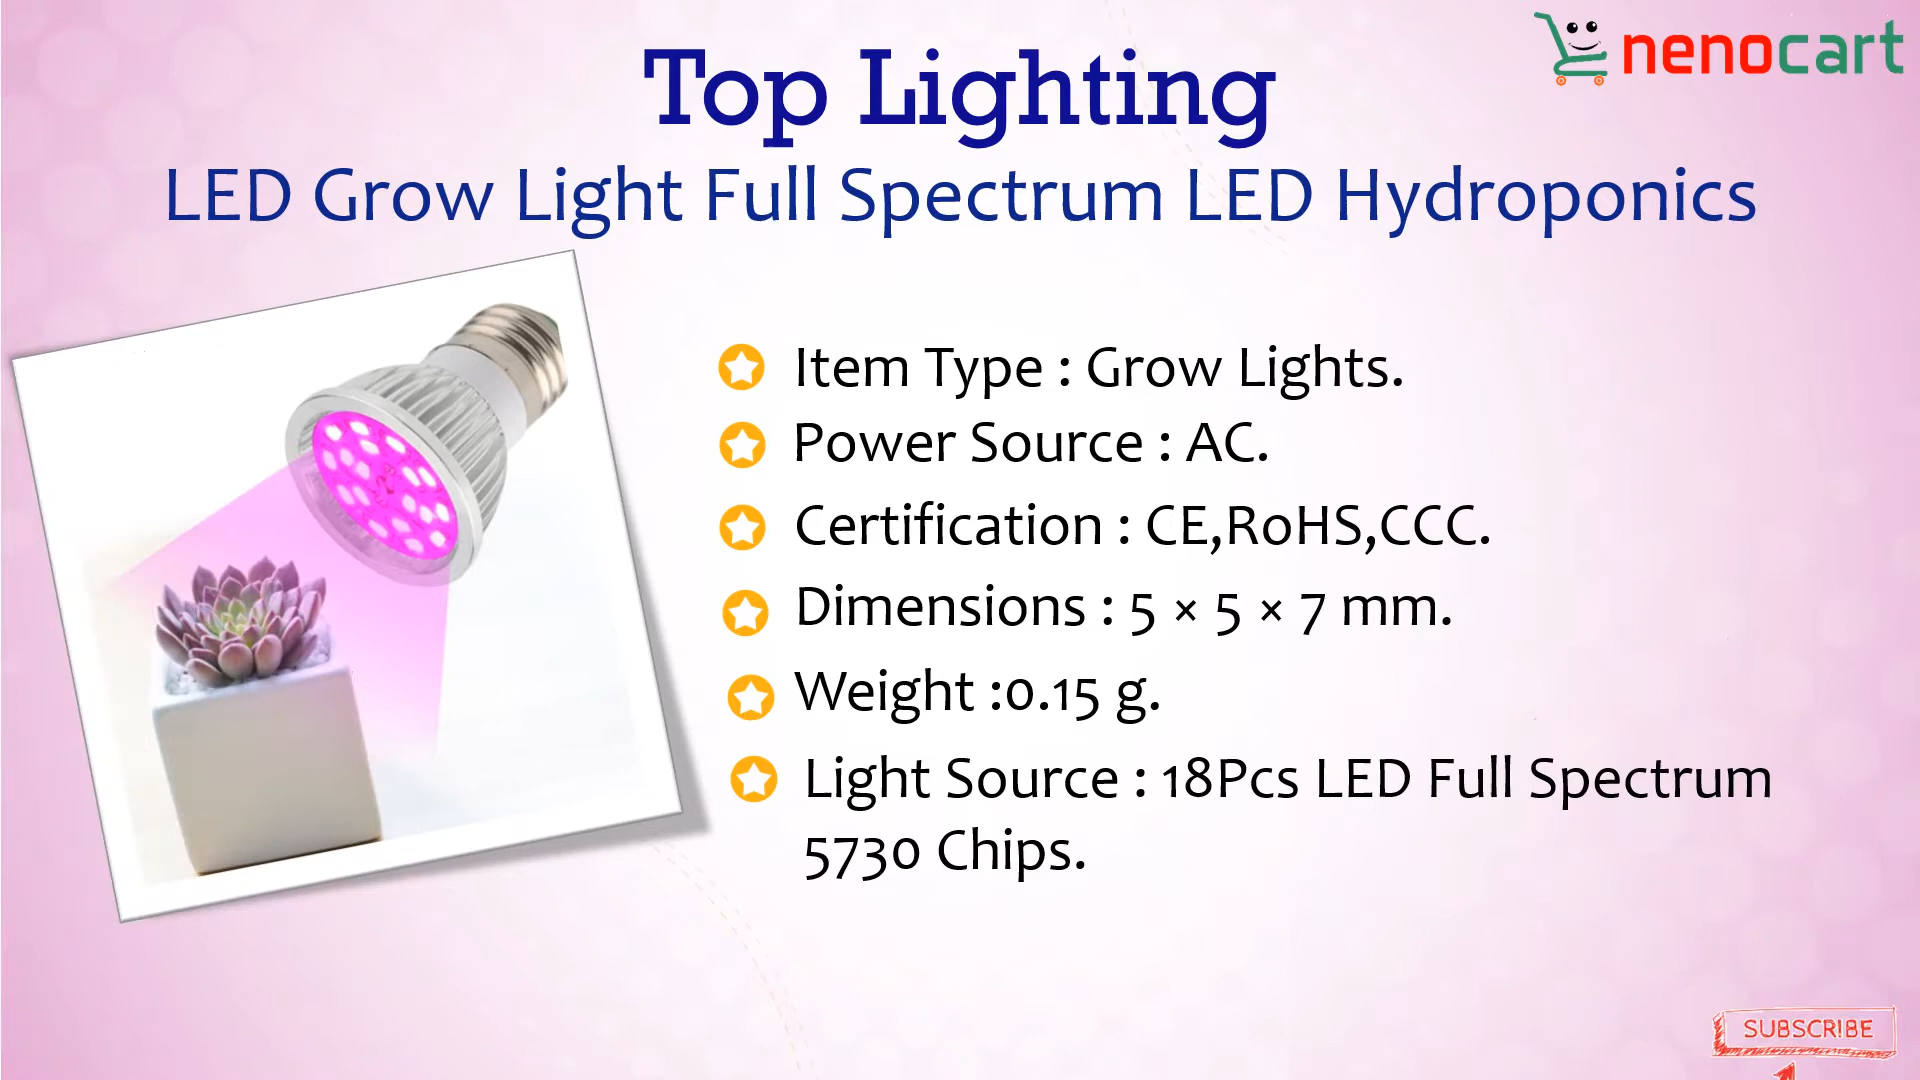 nenocart
Top Lighting
LED Grow Light Full Spectrum LED Hydroponics
Item Type : Grow Lights.
Power Source : AC.
Certification : CE,RoHS,CCC.
Dimensions : 5 × 5 × 7 mm.
Weight :0.15 g.
Light Source : 18Pcs LED Full Spectrum
5730 Chips.
SUBSCRIBE